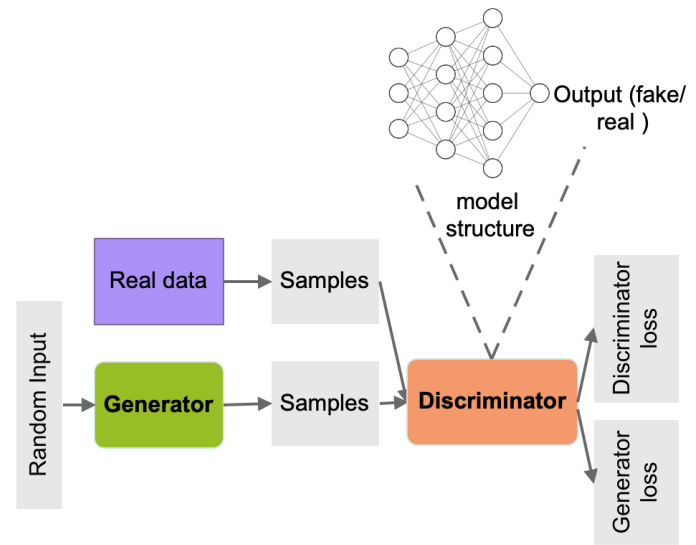 Output (fake/
real )
model
structure
Real data
Samples
Random Input
Generator
Samples
Discriminator
Discriminator
loss
Generator
loss